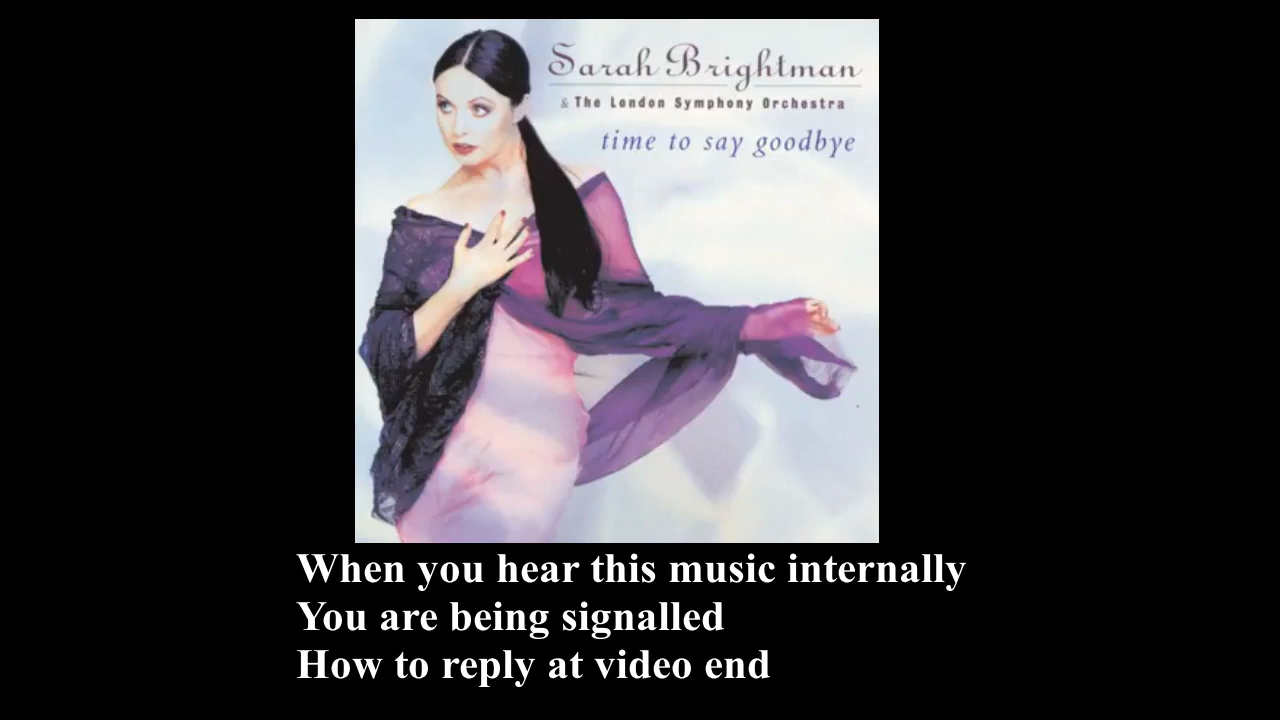 Sarah Brightman
& The London Symphony Orchestra
time to say goodbye
When you hear this music internally
You are being signalled
How to reply at video end